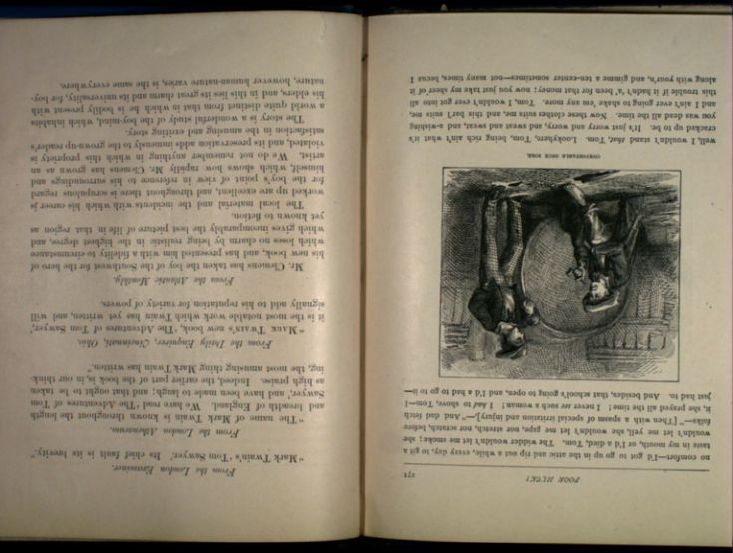 POOR HUCK!
no comfort—I'd got to go up in the attic and rip out a while, every day, to git a
taste in my mouth, or I'd a died, Tom. The widder wouldn't let me smoke; she
wouldn't let me yell, she wouldn't let me gape, nor stretch, nor scratch, before
folks—" [Then with a spasm of special irritation and injury]—"And dad fetch
it, she prayed all the time! I never see such a woman! I had to shove, Tom—I
just had to. And besides, that school's going to open, and I'd a had to go to it—
COMFORTABLE ONCE MORE.
well, I wouldn't stand that, Tom. Lookyhere, Tom, being rich ain't what it's
cracked up to be. It's just worry and worry, and sweat and sweat, and a-wishing
you was dead all the time. Now these clothes suits me, and this bar'l suits me,
and I ain't ever going to shake 'em any more. Tom, I wouldn't ever got into all
this trouble if it hadn't 'a' been for that money; now you just take my sheer of it
along with your'n, and gimme a ten-center sometimes—not many times, becuz I
From the London Examiner.
"Mark Twain's 'Tom Sawyer.' Its chief fault is its brevity."
From the London Athenæum.
"The name of Mark Twain is known throughout the length
and breadth of England. We have read 'The Adventures of Tom
Sawyer,' and have been made to laugh; and that ought to be taken
as high praise. Indeed, the earlier part of the book is, in our think-
ing, the most amusing thing Mark Twain has written."
From the Daily Enquirer, Cincinnati, Ohio.
"MARK TWAIN'S new book, 'The Adventures of Tom Sawyer,'
it is the most notable work which Twain has yet written, and will
signally add to his reputation for variety of powers.
From the Atlantic Monthly.
Mr. Clemens has taken the boy of the Southwest for the hero of
his new book, and has presented him with a fidelity to circumstance
which loses no charm by being realistic in the highest degree, and
which gives incomparably the best picture of life in that region as
yet known to fiction.
The local material and the incidents with which his career is
worked up are excellent, and throughout there is scrupulous regard
for the boy's point of view in reference to his surroundings and
himself, which shows how rapidly Mr. Clemens has grown as an
artist. We do not remember anything in which this propriety is
violated, and its preservation adds immensely to the grown-up reader's
satisfaction in the amusing and exciting story.
The story is a wonderful study of the boy-mind, which inhabits
a world quite distinct from that in which he is bodily present with
his elders, and in this lies its great charm and its universality, for boy-
nature, however human-nature varies, is the same everywhere.